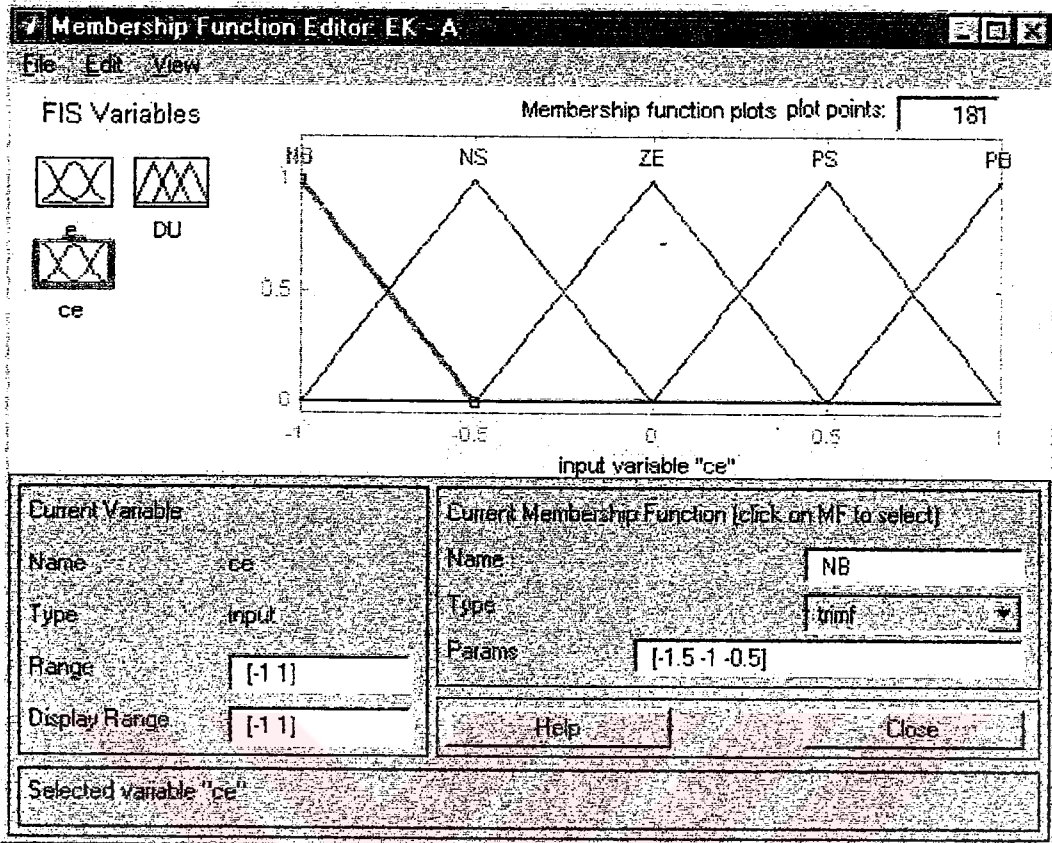 Membership Function Editor: EK - A
File Edit View
FIS Variables
Membership function plots plot points: 181
e
DU
ce
NB NS ZE PS PB
1
0.5
0
-1 -0.5 0 0.5 1
input variable "ce"
Current Variable
Name ce
Type input
Range [-1 1]
Display Range [-1 1]
Current Membership Function (click on MF to select)
Name NB
Type trimf
Params [-1.5 -1 -0.5]
Help Close
Selected variable "ce"